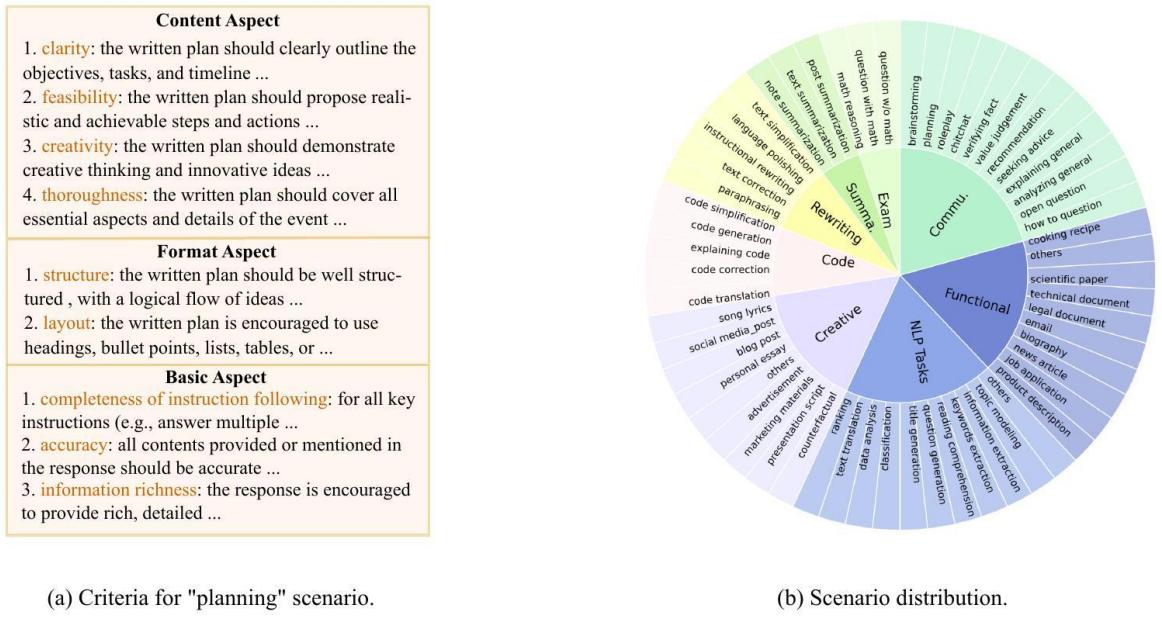 Content Aspect
1. clarity: the written plan should clearly outline the
objectives, tasks, and timeline ...
2. feasibility: the written plan should propose reali-
stic and achievable steps and actions ...
3. creativity: the written plan should demonstrate
creative thinking and innovative ideas ...
4. thoroughness: the written plan should cover all
essential aspects and details of the event ...
Format Aspect
1. structure: the written plan should be well struc-
tured , with a logical flow of ideas ...
2. layout: the written plan is encouraged to use
headings, bullet points, lists, tables, or ...
Basic Aspect
1. completeness of instruction following: for all key
instructions (e.g., answer multiple ...
2. accuracy: all contents provided or mentioned in
the response should be accurate ...
3. information richness: the response is encouraged
to provide rich, detailed ...
(a) Criteria for "planning" scenario.
Commu.
brainstorming
planning
roleplay
chitchat
verifying fact
value judgement
recommendation
seeking advice
explaining general
analyzing general
open question
how to question
Functional
cooking recipe
others
scientific paper
technical document
legal document
email
biography
news article
job application
product description
NLP Tasks
others
topic modeling
information extraction
keywords extraction
reading comprehension
question generation
title generation
classification
data analysis
text translation
ranking
Creative
counterfactual
presentation script
marketing materials
advertisement
others
personal essay
blog post
social media_post
song lyrics
Code
code translation
code correction
explaining code
code generation
code simplification
Rewriting
paraphrasing
text correction
instructional rewriting
language polishing
text simplification
Summa.
note summarization
text summarization
post summarization
Exam
math reasoning
question with math
question w/o math
(b) Scenario distribution.